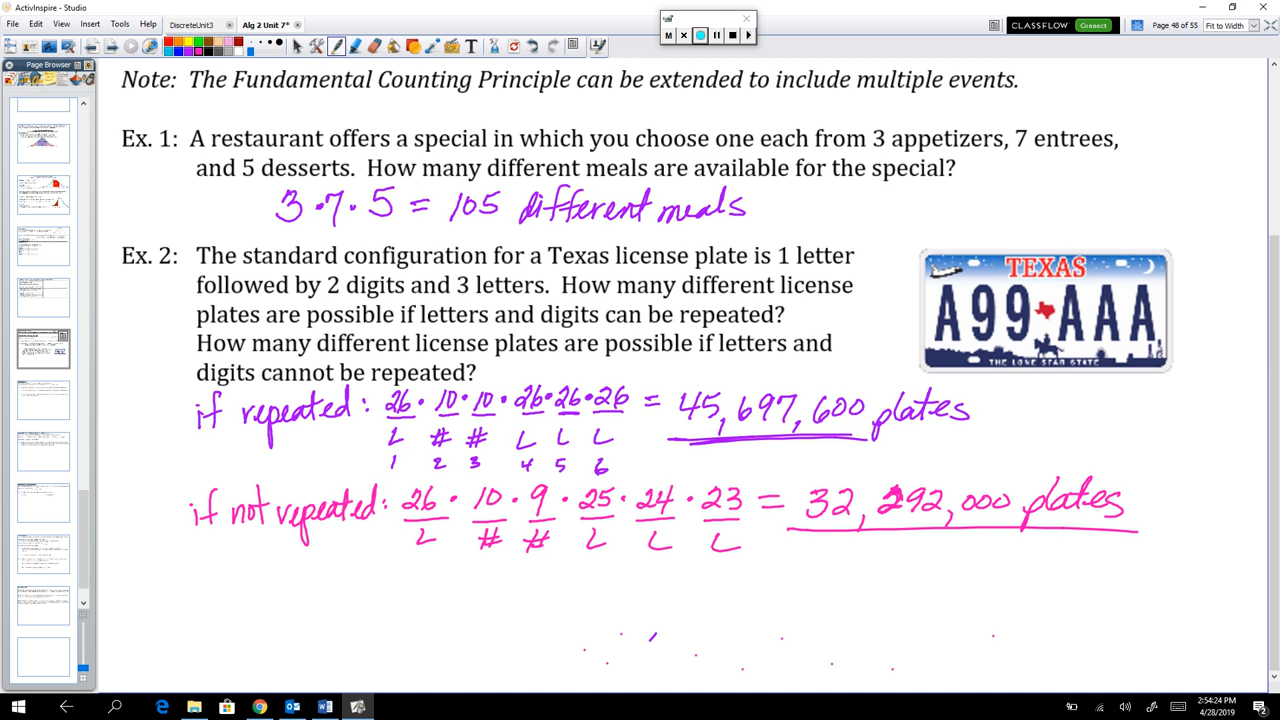 ActivInspire - Studio
File Edit View Insert Tools Help
DiscreteUnit3 Alg 2 Unit 7*
CLASSFLOW Connect
Page 48 of 55 Fit to Width
Page Browser
M
Note: The Fundamental Counting Principle can be extended to include multiple events.
Ex. 1: A restaurant offers a special in which you choose one each from 3 appetizers, 7 entrees,
and 5 desserts. How many different meals are available for the special?
3 · 7 · 5 = 105 different meals
Ex. 2: The standard configuration for a Texas license plate is 1 letter
followed by 2 digits and 3 letters. How many different license
plates are possible if letters and digits can be repeated?
How many different license plates are possible if letters and
digits cannot be repeated?
TEXAS
A99 AAA
THE LONE STAR STATE
if repeated: 26 · 10 · 10 · 26 · 26 · 26 = 45,697,600 plates
L # # L L L
1 2 3 4 5 6
if not repeated: 26 · 10 · 9 · 25 · 24 · 23 = 32,292,000 plates
L # # L L L
2:54:24 PM
4/28/2019